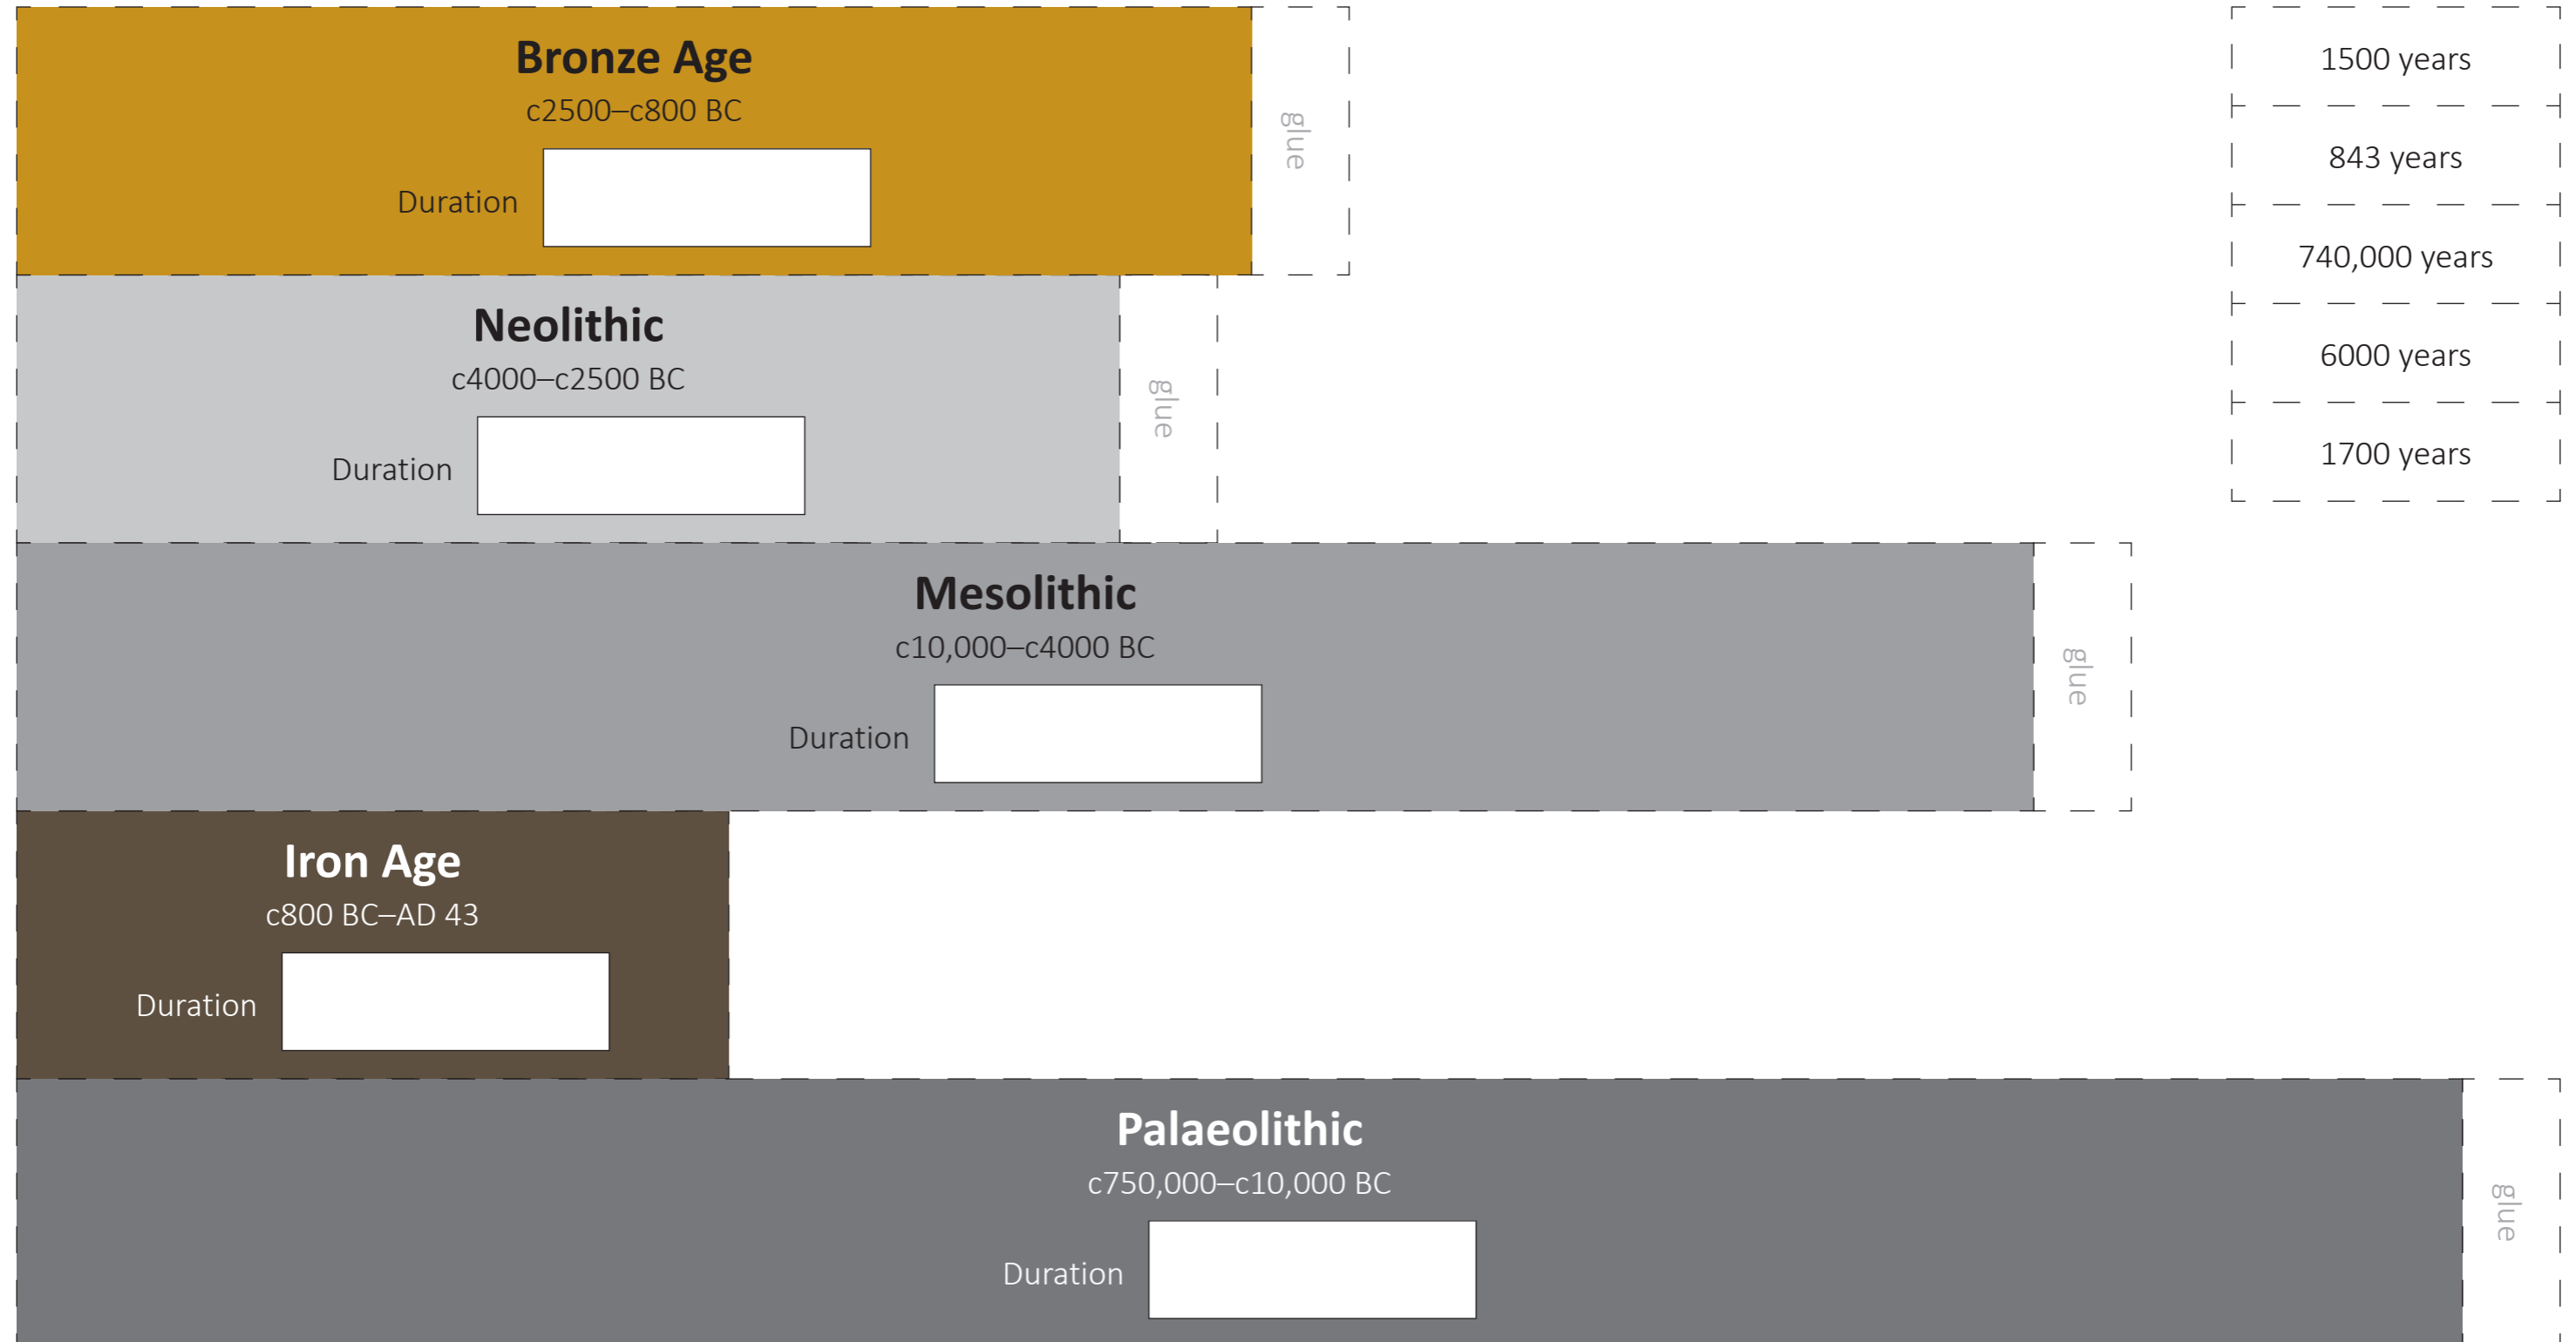 Bronze Age
c2500–c800 BC
Duration
glue
1500 years
843 years
740,000 years
6000 years
1700 years
Neolithic
c4000–c2500 BC
Duration
glue
Mesolithic
c10,000–c4000 BC
Duration
glue
Iron Age
c800 BC–AD 43
Duration
Palaeolithic
c750,000–c10,000 BC
Duration
glue